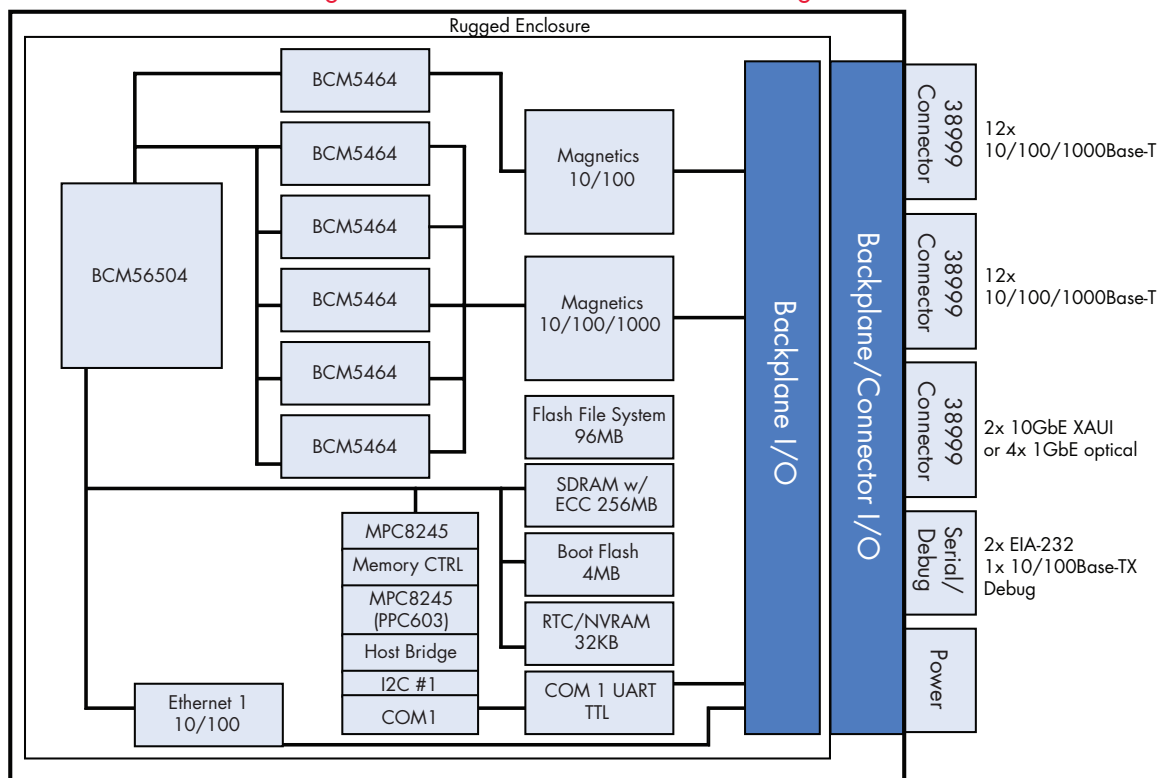 Rugged Enclosure
BCM5464
BCM5464
BCM5464
BCM5464
BCM5464
BCM5464
BCM56504
Magnetics
10/100
Magnetics
10/100/1000
Flash File System
96MB
SDRAM w/
ECC 256MB
Boot Flash
4MB
RTC/NVRAM
32KB
COM 1 UART
TTL
MPC8245
Memory CTRL
MPC8245
(PPC603)
Host Bridge
I2C #1
COM1
Ethernet 1
10/100
Backplane I/O
Backplane/Connector I/O
38999
Connector
12x
10/100/1000Base-T
38999
Connector
12x
10/100/1000Base-T
38999
Connector
2x 10GbE XAUI
or 4x 1GbE optical
Serial/
Debug
2x EIA-232
1x 10/100Base-TX
Debug
Power